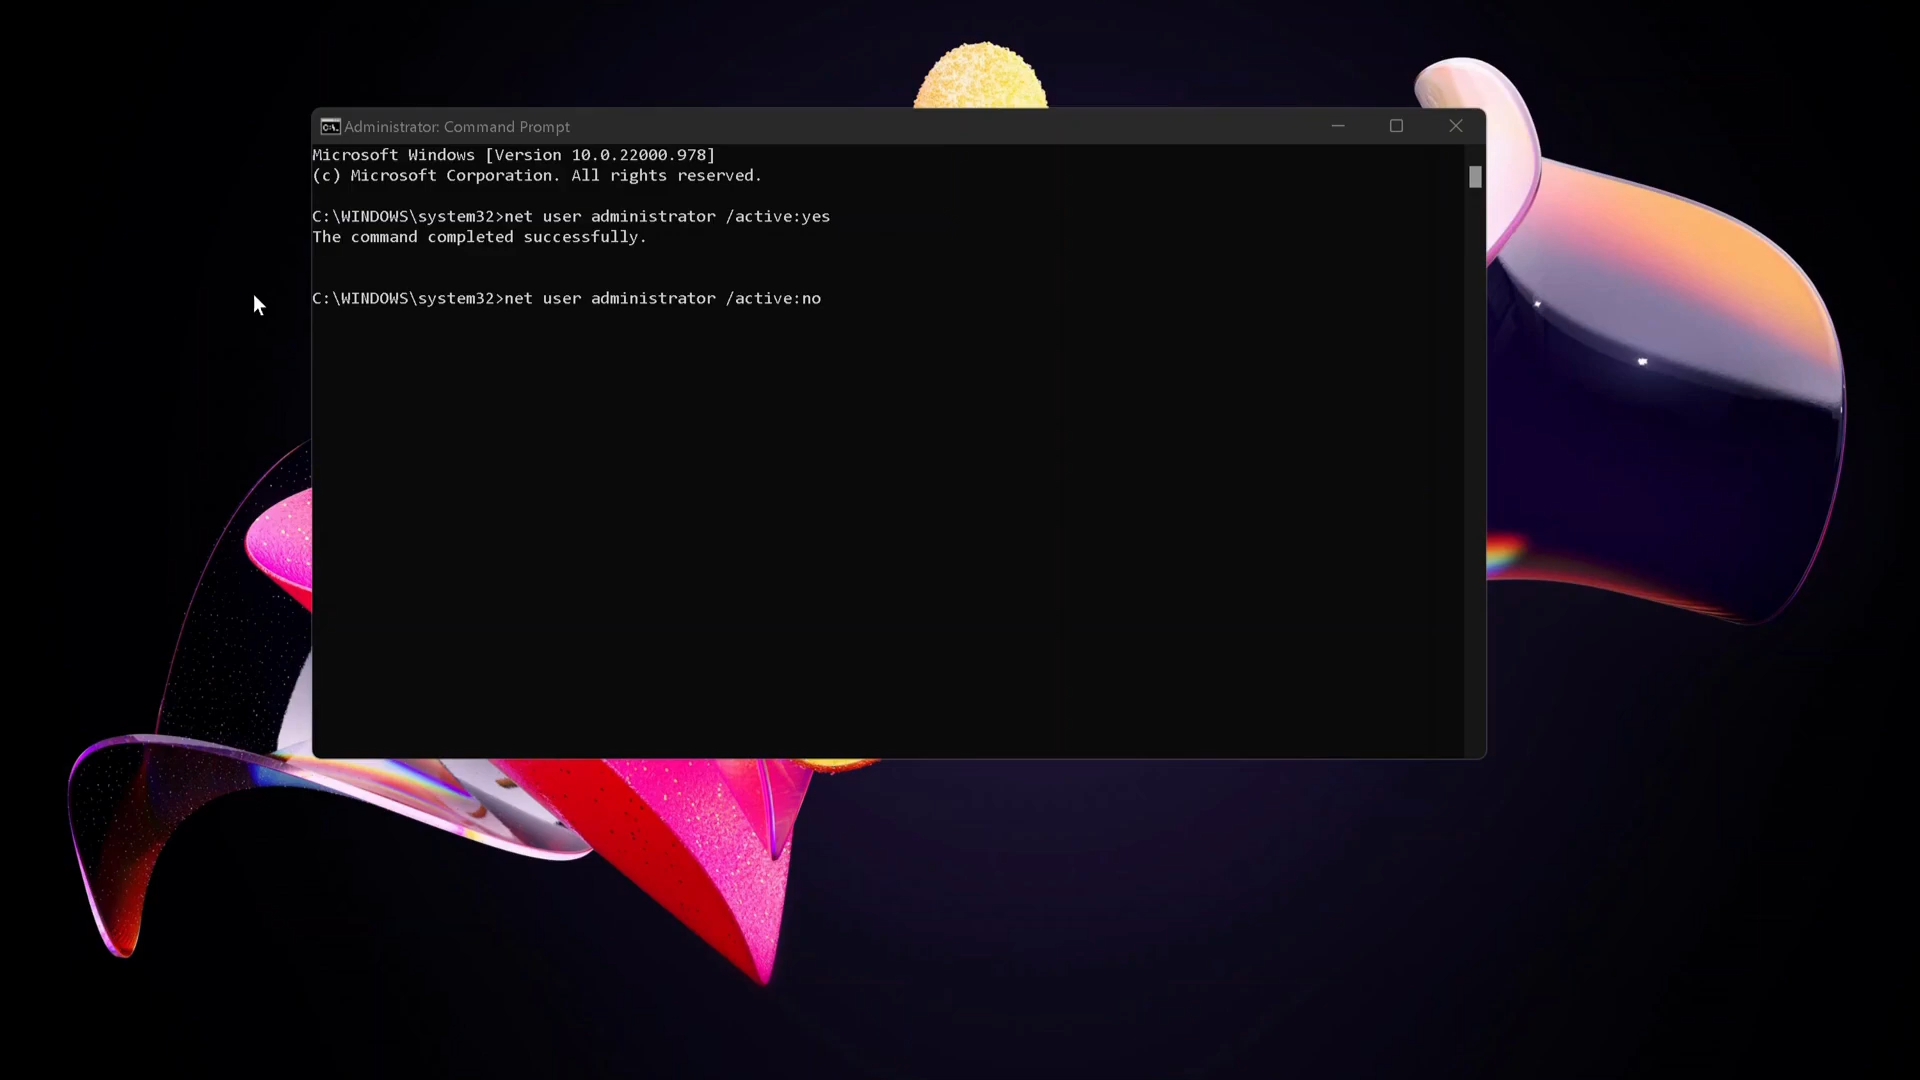 Administrator: Command Prompt
Microsoft Windows [Version 10.0.22000.978]
(c) Microsoft Corporation. All rights reserved.
C:\WINDOWS\system32>net user administrator /active:yes
The command completed successfully.
C:\WINDOWS\system32>net user administrator /active:no